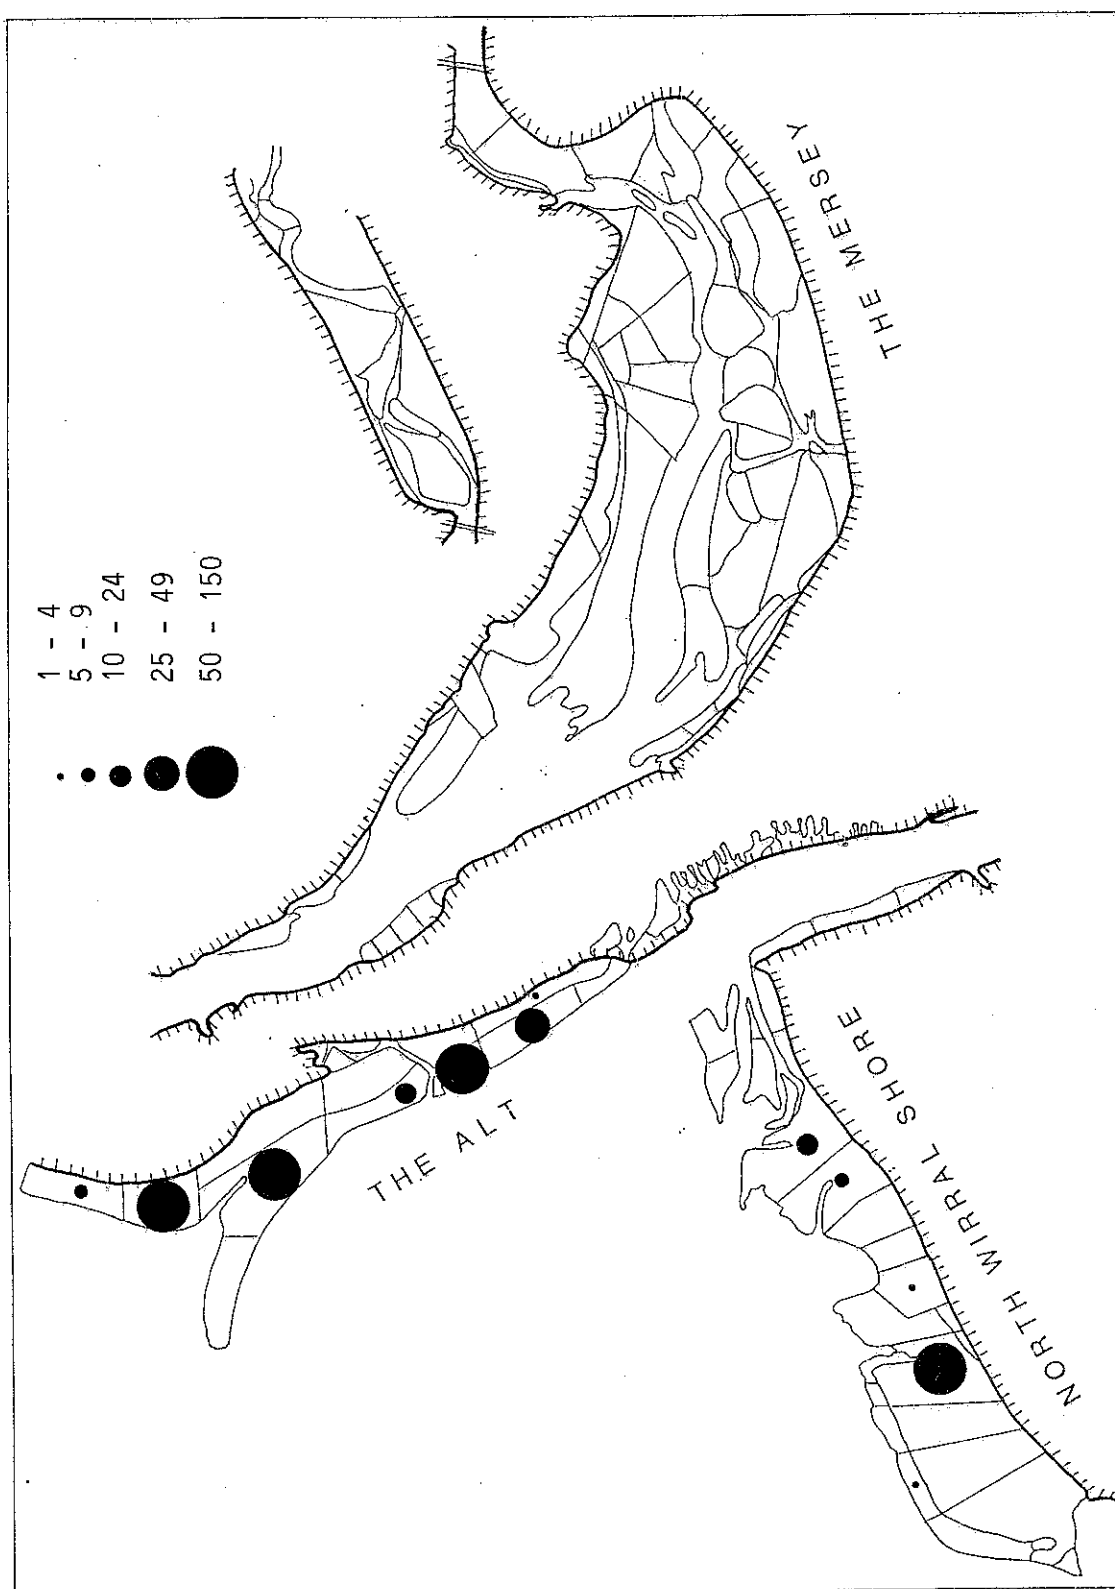 1 - 4
5 - 9
10 - 24
25 - 49
50 - 150
THE MERSEY
THE ALT
NORTH WIRRAL SHORE